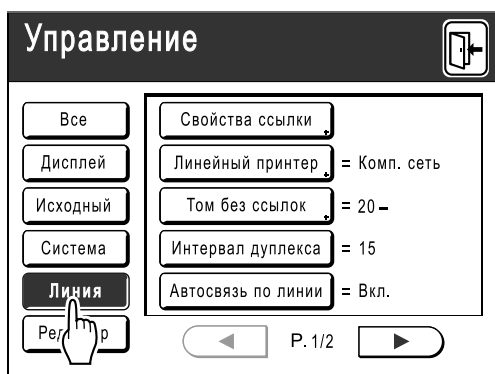 Управление
Все
Дисплей
Исходный
Система
Линия
Свойства ссылки
Линейный принтер = Комп. сеть
Том без ссылок = 20 –
Интервал дуплекса = 15
Автосвязь по линии = Вкл.
P. 1/2